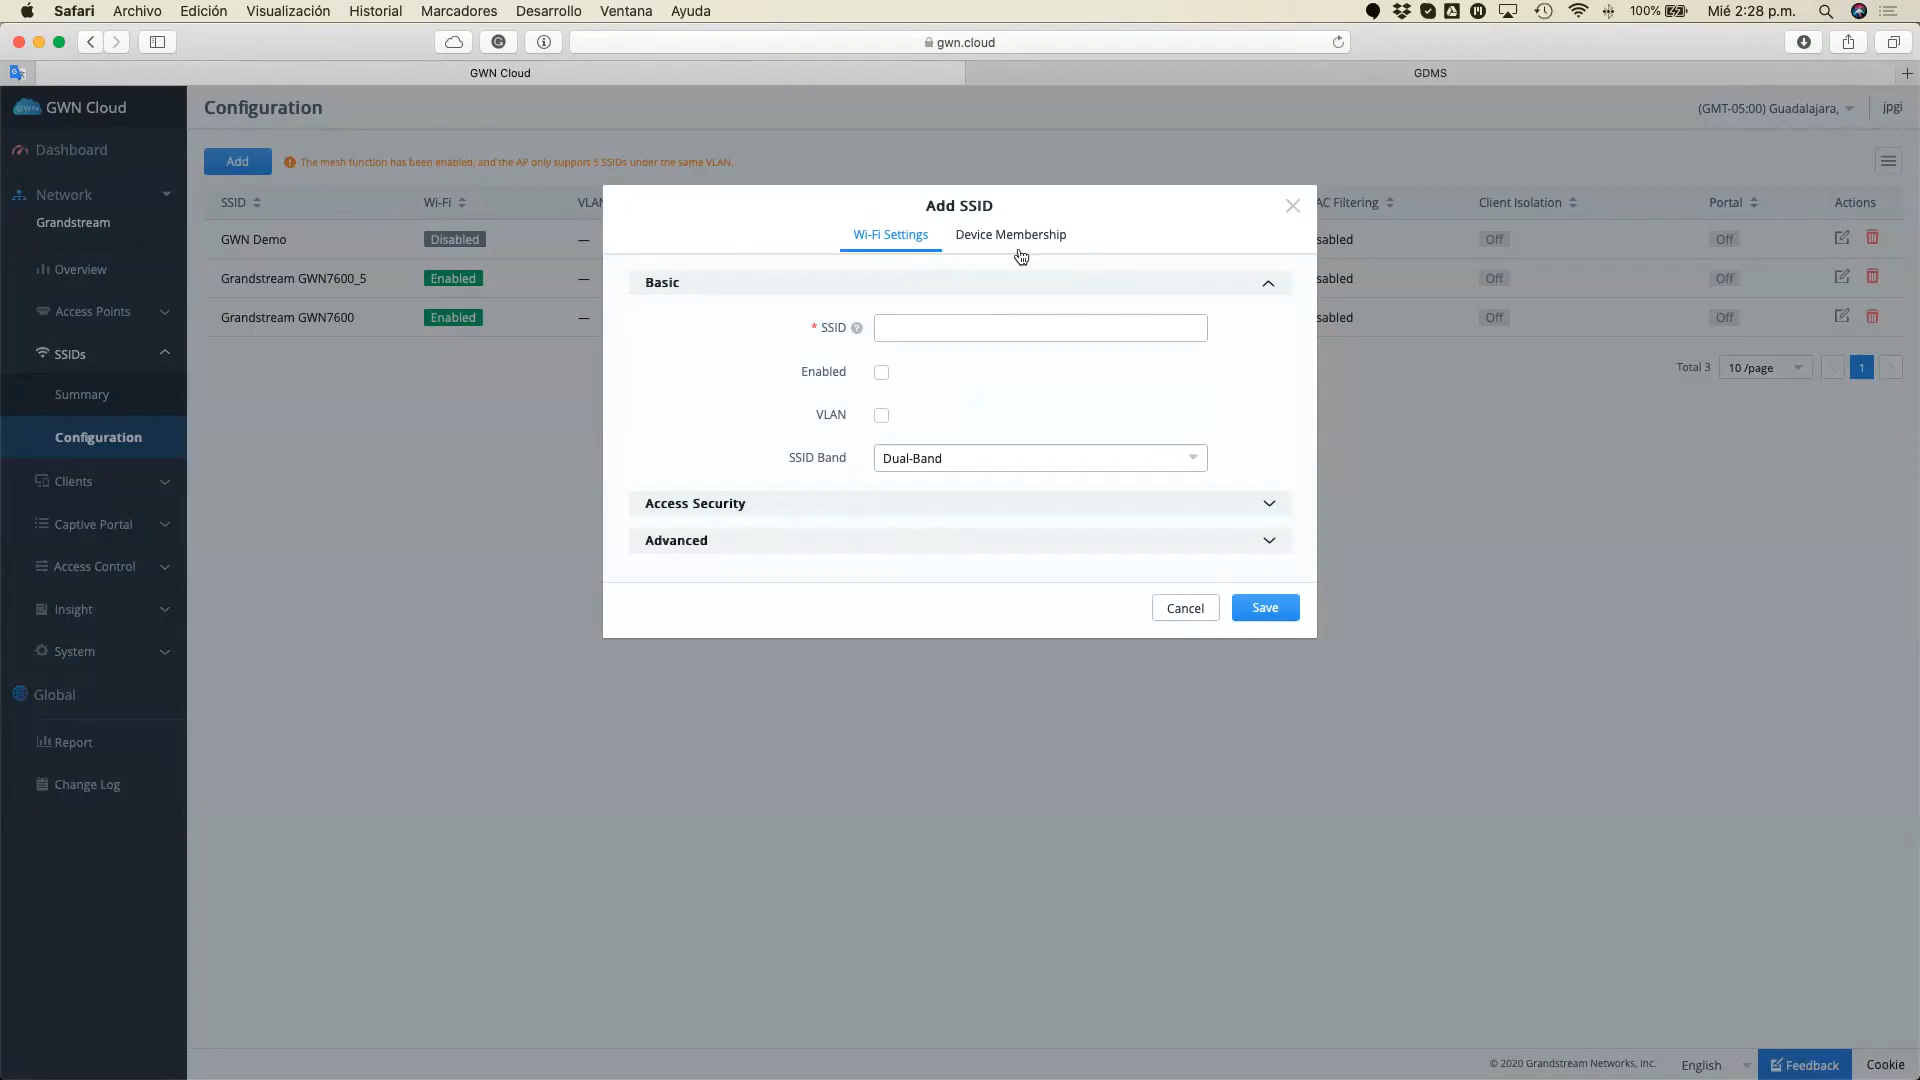 Safari Archivo Edición Visualización Historial Marcadores Desarrollo Ventana Ayuda 100% Mié 2:28 p.m.
gwn.cloud
GWN Cloud GDMS
GWN Cloud
Configuration
(GMT-05:00) Guadalajara, jpgi
Dashboard
Add
The mesh function has been enabled, and the AP only support 5 SSIDs under the same VLAN.
Network
Grandstream
SSID Wi-Fi VLA AC Filtering Client Isolation Portal Actions
GWN Demo Disabled — sabled Off Off
Grandstream GWN7600_5 Enabled — sabled Off Off
Grandstream GWN7600 Enabled — sabled Off Off
Total 3 10 /page 1
Overview
Access Points
SSIDs
Summary
Configuration
Clients
Captive Portal
Access Control
Insight
System
Global
Report
Change Log
Add SSID
Wi-Fi Settings Device Membership
Basic
* SSID ?
Enabled
VLAN
SSID Band Dual-Band
Access Security
Advanced
Cancel Save
© 2020 Grandstream Networks, Inc. English Feedback Cookie